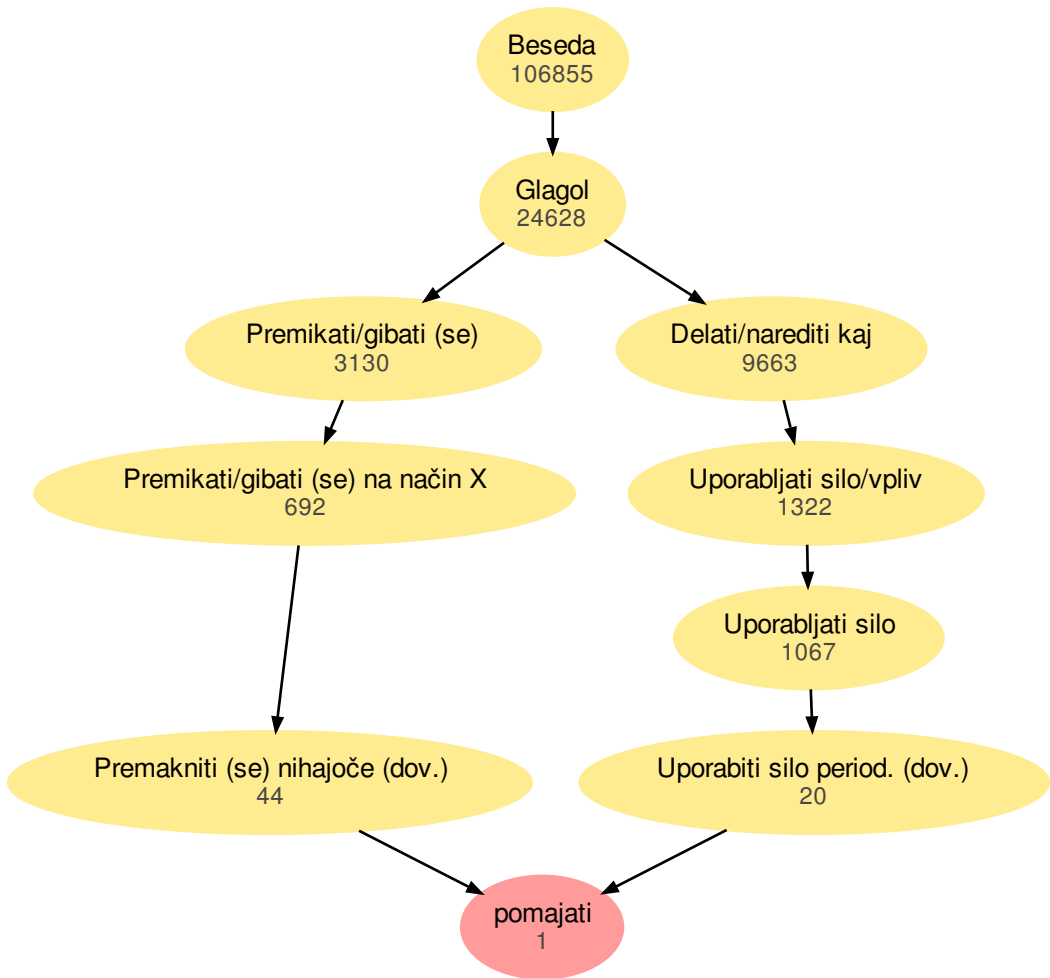 Beseda
106855
Glagol
24628
Premikati/gibati (se)
3130
Delati/narediti kaj
9663
Premikati/gibati (se) na način X
692
Uporabljati silo/vpliv
1322
Uporabljati silo
1067
Premakniti (se) nihajoče (dov.)
44
Uporabiti silo period. (dov.)
20
pomajati
1